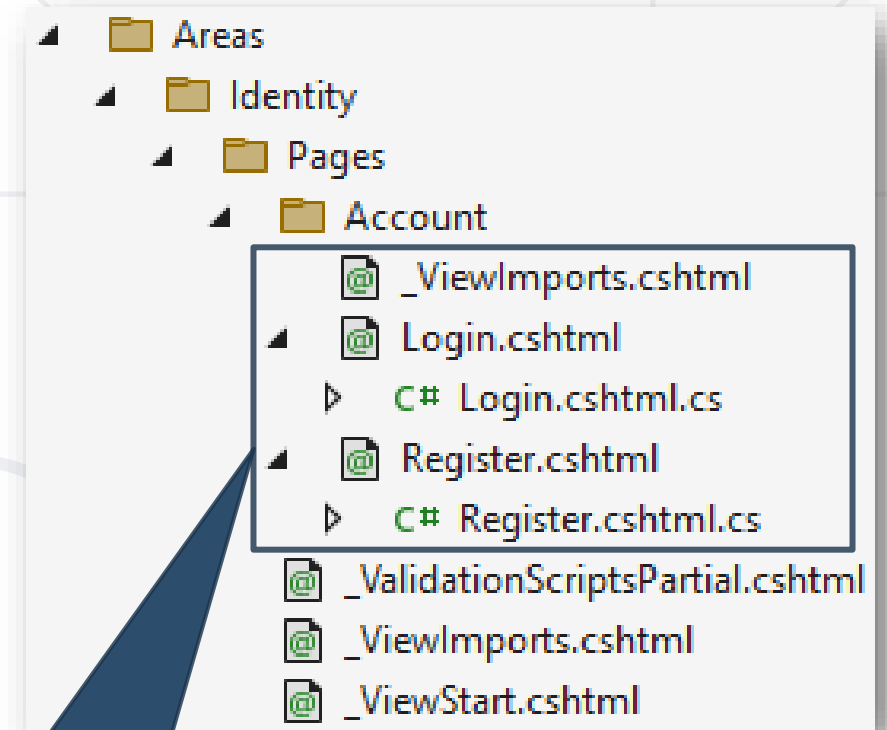 Areas
Identity
Pages
Account
@ _ViewImports.cshtml
@ Login.cshtml
C# Login.cshtml.cs
@ Register.cshtml
C# Register.cshtml.cs
@ _ValidationScriptsPartial.cshtml
@ _ViewImports.cshtml
@ _ViewStart.cshtml